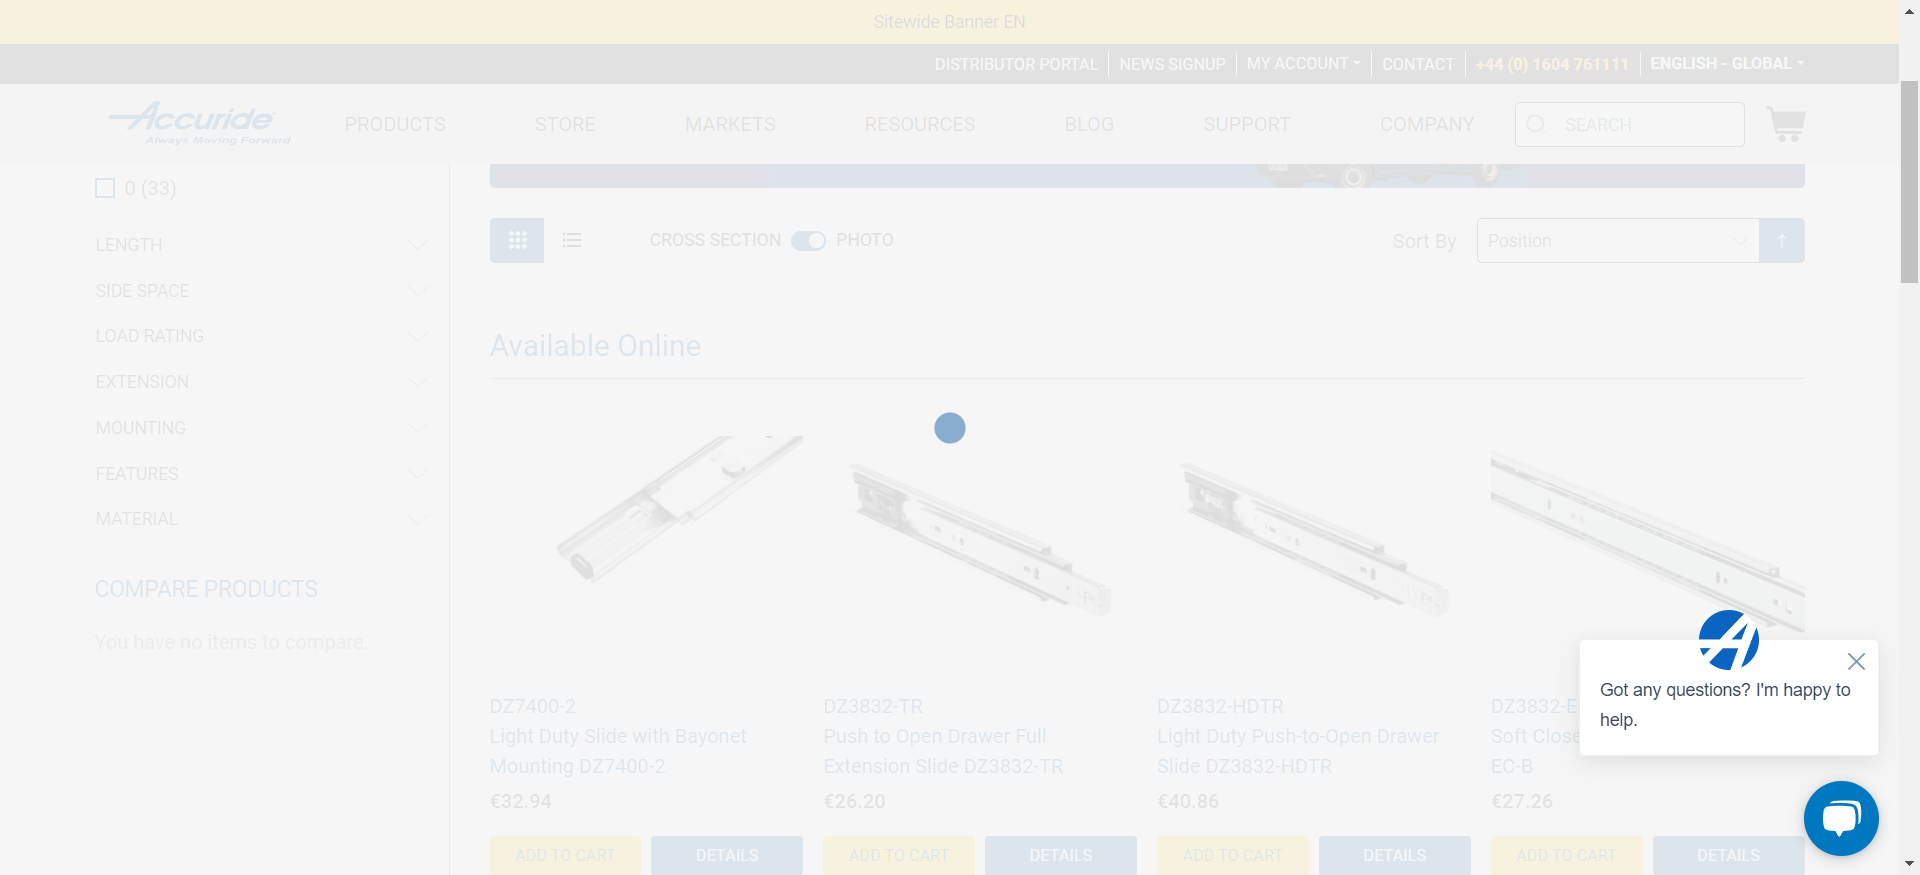 Sitewide Banner EN
DISTRIBUTOR PORTAL NEWS SIGNUP MY ACCOUNT CONTACT +44 (0) 1604 761111 ENGLISH - GLOBAL
Accuride
Always Moving Forward
PRODUCTS STORE MARKETS RESOURCES BLOG SUPPORT COMPANY SEARCH
0 (33)
LENGTH
SIDE SPACE
LOAD RATING
EXTENSION
MOUNTING
FEATURES
MATERIAL
COMPARE PRODUCTS
You have no items to compare.
CROSS SECTION PHOTO
Sort By Position
Available Online
DZ7400-2
Light Duty Slide with Bayonet
Mounting DZ7400-2
€32.94
ADD TO CART DETAILS
DZ3832-TR
Push to Open Drawer Full
Extension Slide DZ3832-TR
€26.20
ADD TO CART DETAILS
DZ3832-HDTR
Light Duty Push-to-Open Drawer
Slide DZ3832-HDTR
€40.86
ADD TO CART DETAILS
DZ3832-E
Soft Close
EC-B
€27.26
ADD TO CART DETAILS
Got any questions? I'm happy to
help.